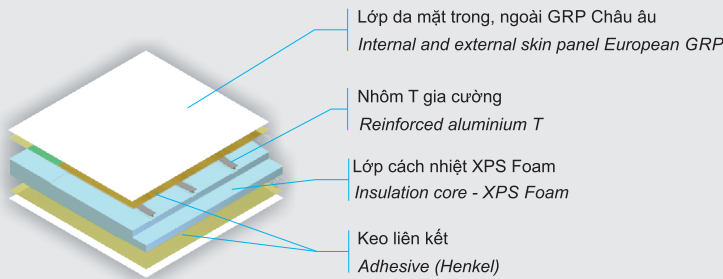 Lớp da mặt trong, ngoài GRP Châu âu
Internal and external skin panel European GRP
Nhôm T gia cường
Reinforced aluminium T
Lớp cách nhiệt XPS Foam
Insulation core - XPS Foam
Keo liên kết
Adhesive (Henkel)